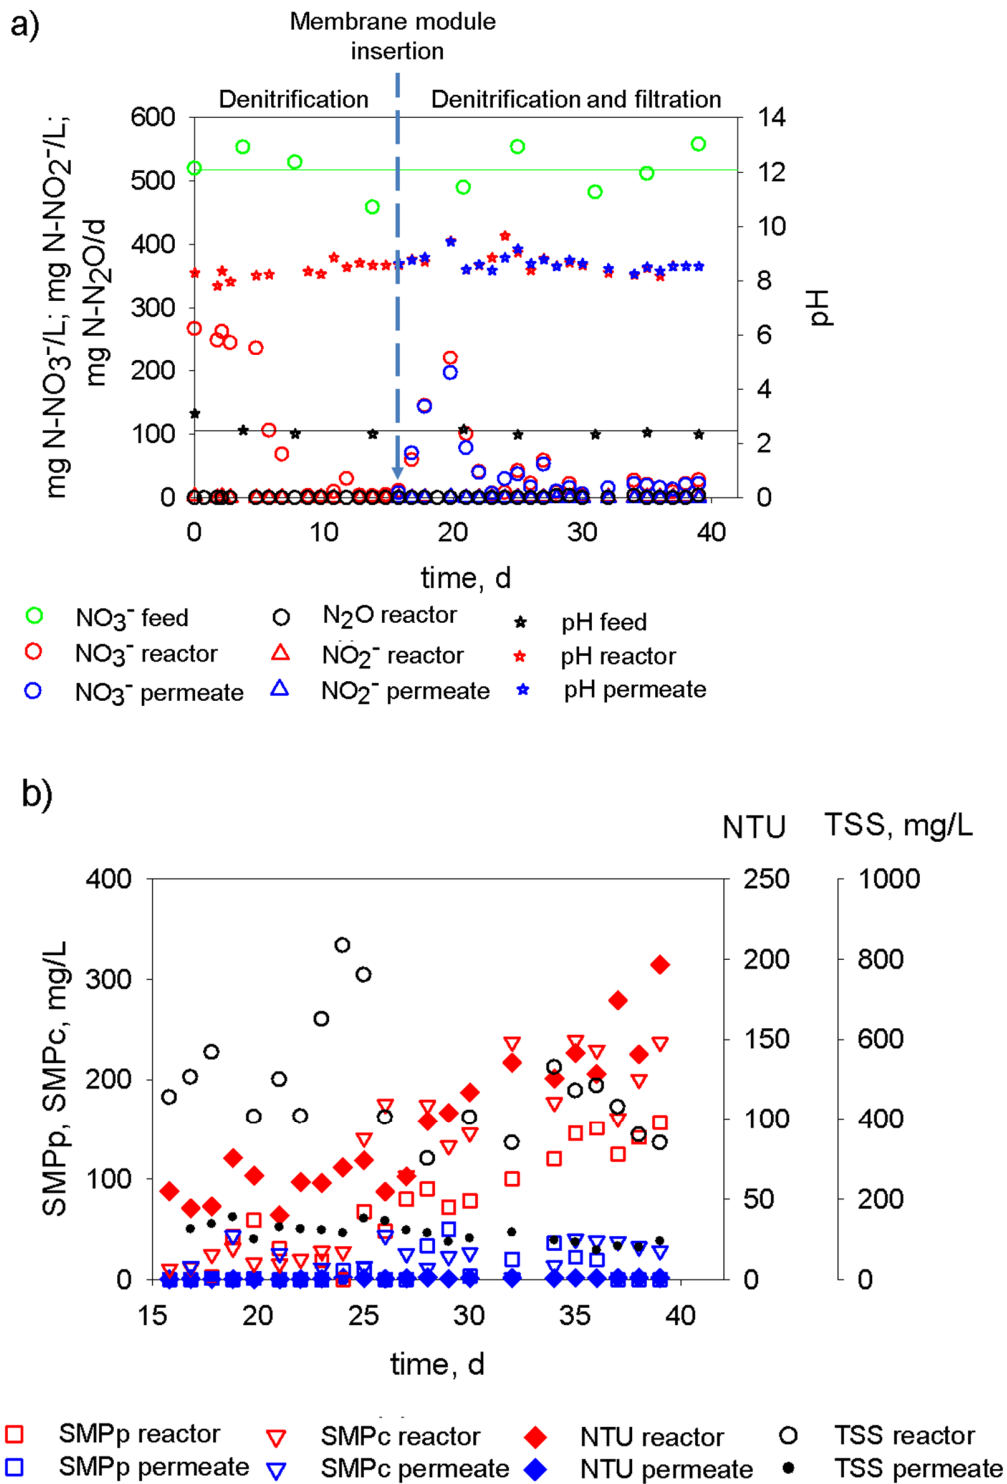 a)
Membrane module
insertion
Denitrification
Denitrification and filtration
mg N-NO3⁻/L; mg N-NO2⁻/L;
mg N-N2O/d
600
500
400
300
200
100
0
14
12
10
8
6
4
2
0
pH
0 10 20 30 40
time, d
NO3⁻ feed
N2O reactor
pH feed
NO3⁻ reactor
NO2⁻ reactor
pH reactor
NO3⁻ permeate
NO2⁻ permeate
pH permeate
b)
NTU
TSS, mg/L
SMPp, SMPc, mg/L
400
300
200
100
0
250
200
150
100
50
0
1000
800
600
400
200
0
15 20 25 30 35 40
time, d
SMPp reactor
SMPc reactor
NTU reactor
TSS reactor
SMPp permeate
SMPc permeate
NTU permeate
TSS permeate